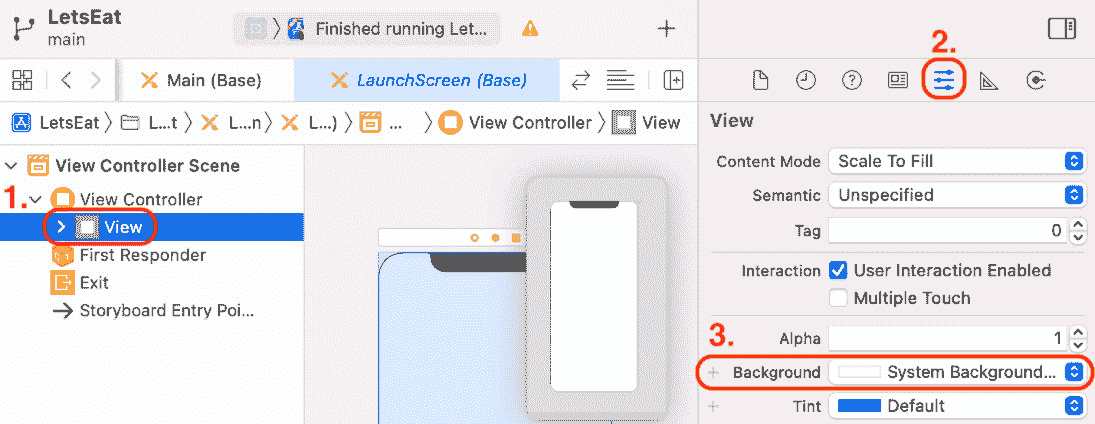 LetsEat
main
Finished running Let...
Main (Base)
LaunchScreen (Base)
LetsEat
L...t
L...n)
L...)
...
View Controller
View
View Controller Scene
1.
View Controller
View
First Responder
Exit
Storyboard Entry Poi...
2.
View
Content Mode
Scale To Fill
Semantic
Unspecified
Tag
0
Interaction
User Interaction Enabled
Multiple Touch
Alpha
1
3.
Background
System Background...
Tint
Default